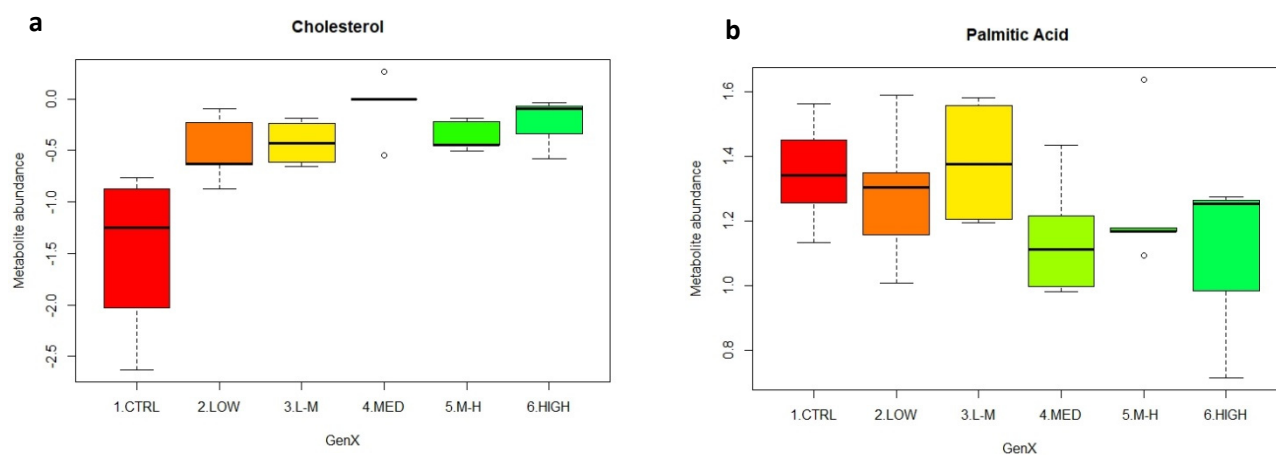 a
Cholesterol
Metabolite abundance
0.0
-0.5
-1.0
-1.5
-2.0
-2.5
1.CTRL 2.LOW 3.L-M 4.MED 5.M-H 6.HIGH
GenX
b
Palmitic Acid
Metabolite abundance
1.6
1.4
1.2
1.0
0.8
1.CTRL 2.LOW 3.L-M 4.MED 5.M-H 6.HIGH
GenX